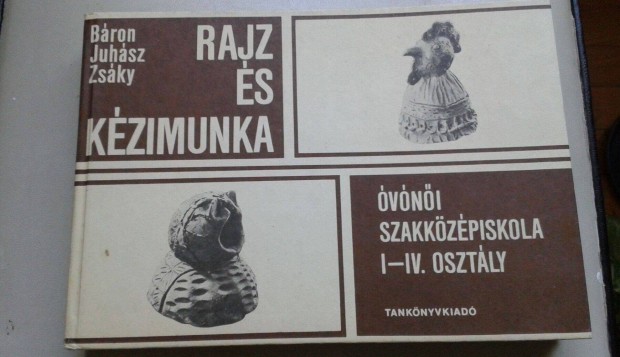 Báron
Juhász
Zsáky
RAJZ
ÉS
KÉZIMUNKA
ÓVÓNŐI
SZAKKÖZÉPISKOLA
I—IV. OSZTÁLY
TANKÖNYVKIADÓ